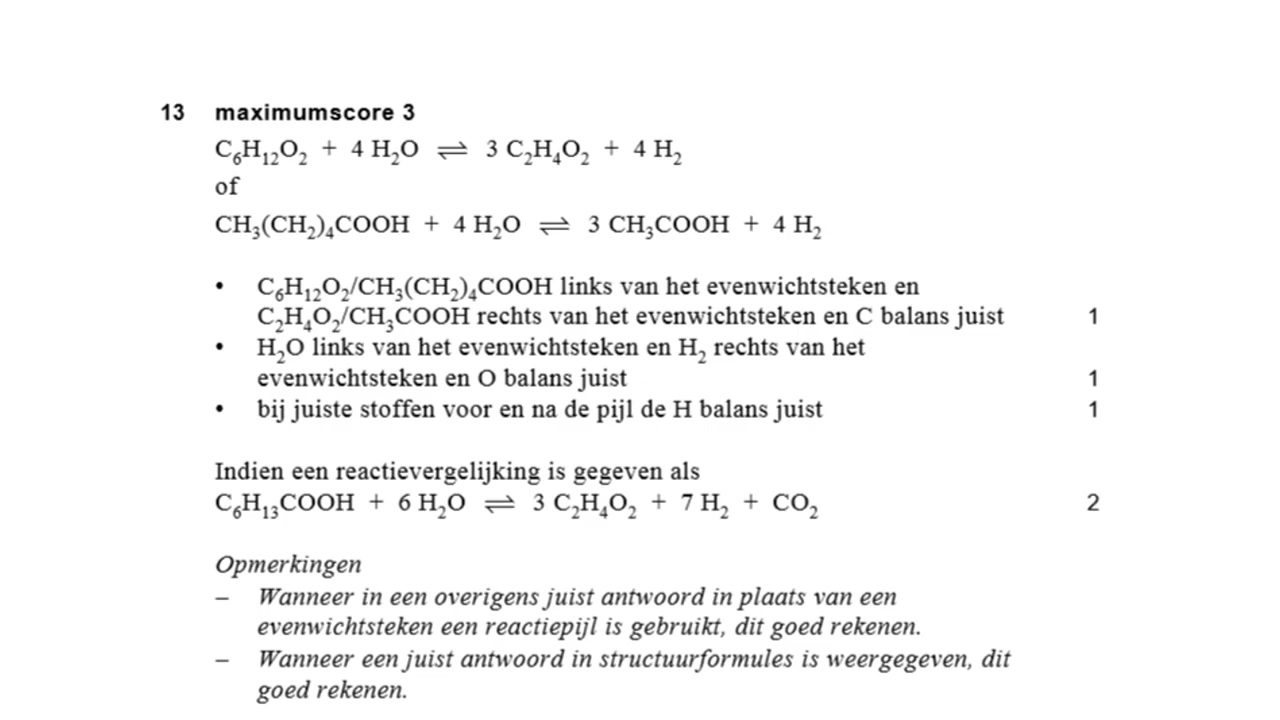 13 maximumscore 3
C₆H₁₂O₂ + 4 H₂O ⇌ 3 C₂H₄O₂ + 4 H₂
of
CH₃(CH₂)₄COOH + 4 H₂O ⇌ 3 CH₃COOH + 4 H₂
• C₆H₁₂O₂/CH₃(CH₂)₄COOH links van het evenwichtsteken en
C₂H₄O₂/CH₃COOH rechts van het evenwichtsteken en C balans juist 1
• H₂O links van het evenwichtsteken en H₂ rechts van het
evenwichtsteken en O balans juist 1
• bij juiste stoffen voor en na de pijl de H balans juist 1
Indien een reactievergelijking is gegeven als
C₆H₁₃COOH + 6 H₂O ⇌ 3 C₂H₄O₂ + 7 H₂ + CO₂ 2
Opmerkingen
– Wanneer in een overigens juist antwoord in plaats van een
evenwichtsteken een reactiepijl is gebruikt, dit goed rekenen.
– Wanneer een juist antwoord in structuurformules is weergegeven, dit
goed rekenen.